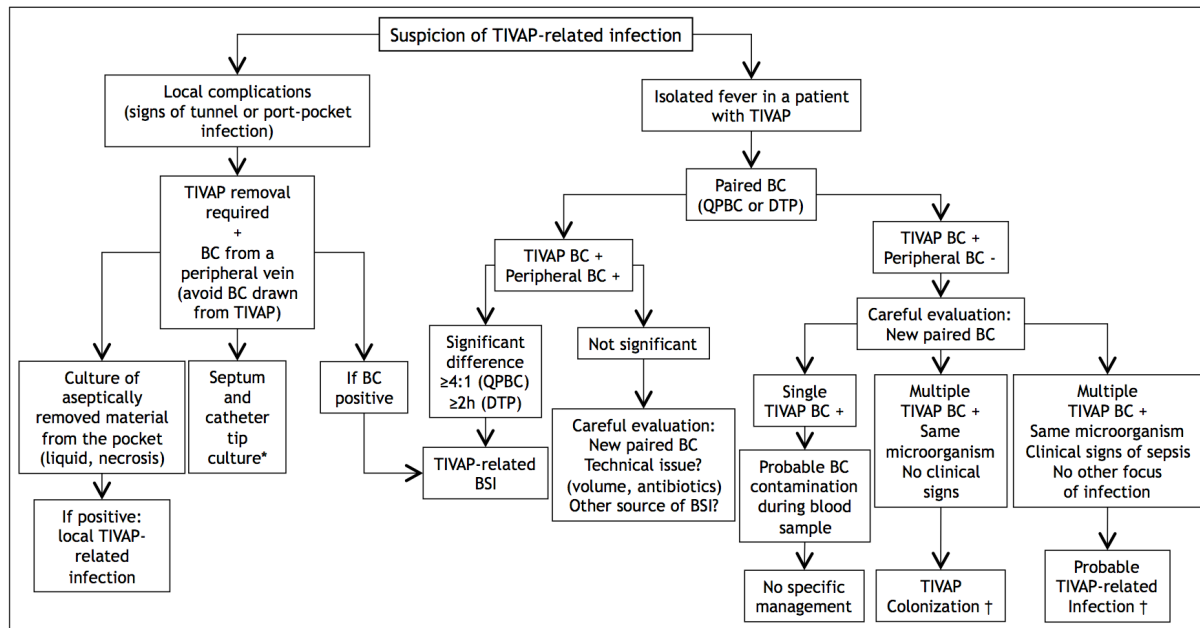 Suspicion of TIVAP-related infection
Local complications
(signs of tunnel or port-pocket
infection)
TIVAP removal
required
+
BC from a
peripheral vein
(avoid BC drawn
from TIVAP)
Culture of
aseptically
removed material
from the pocket
(liquid, necrosis)
If positive:
local TIVAP-
related
infection
Septum
and
catheter
tip
culture*
If BC
positive
Isolated fever in a patient
with TIVAP
Paired BC
(QPBC or DTP)
TIVAP BC +
Peripheral BC +
Significant
difference
≥4:1 (QPBC)
≥2h (DTP)
TIVAP-related
BSI
Not significant
Careful evaluation:
New paired BC
Technical issue?
(volume, antibiotics)
Other source of BSI?
TIVAP BC +
Peripheral BC -
Careful evaluation:
New paired BC
Single
TIVAP BC +
Probable BC
contamination
during blood
sample
No specific
management
Multiple
TIVAP BC +
Same
microorganism
No clinical
signs
TIVAP
Colonization †
Multiple
TIVAP BC +
Same microorganism
Clinical signs of sepsis
No other focus
of infection
Probable
TIVAP-related
Infection †